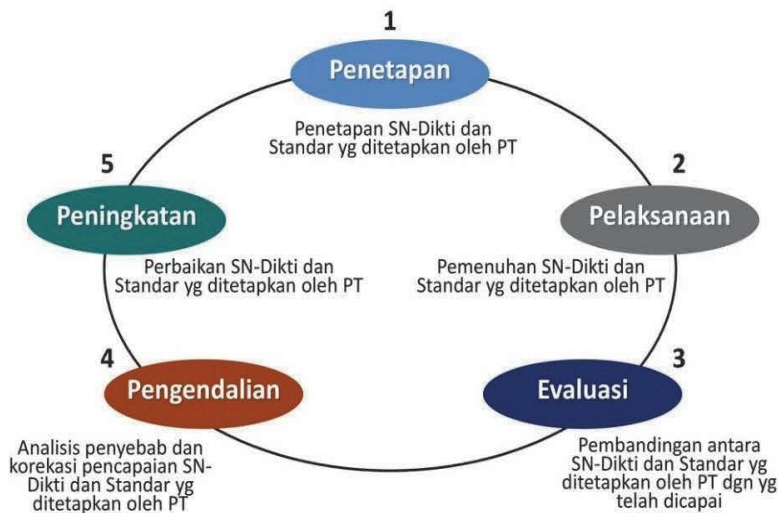 1
Penetapan
Penetapan SN-Dikti dan
Standar yg ditetapkan oleh PT
2
Pelaksanaan
Pemenuhan SN-Dikti dan
Standar yg ditetapkan oleh PT
3
Evaluasi
Pembandingan antara
SN-Dikti dan Standar yg
ditetapkan oleh PT dgn yg
telah dicapai
4
Pengendalian
Analisis penyebab dan
korekasi pencapaian SN-
Dikti dan Standar yg
ditetapkan oleh PT
5
Peningkatan
Perbaikan SN-Dikti dan
Standar yg ditetapkan oleh PT